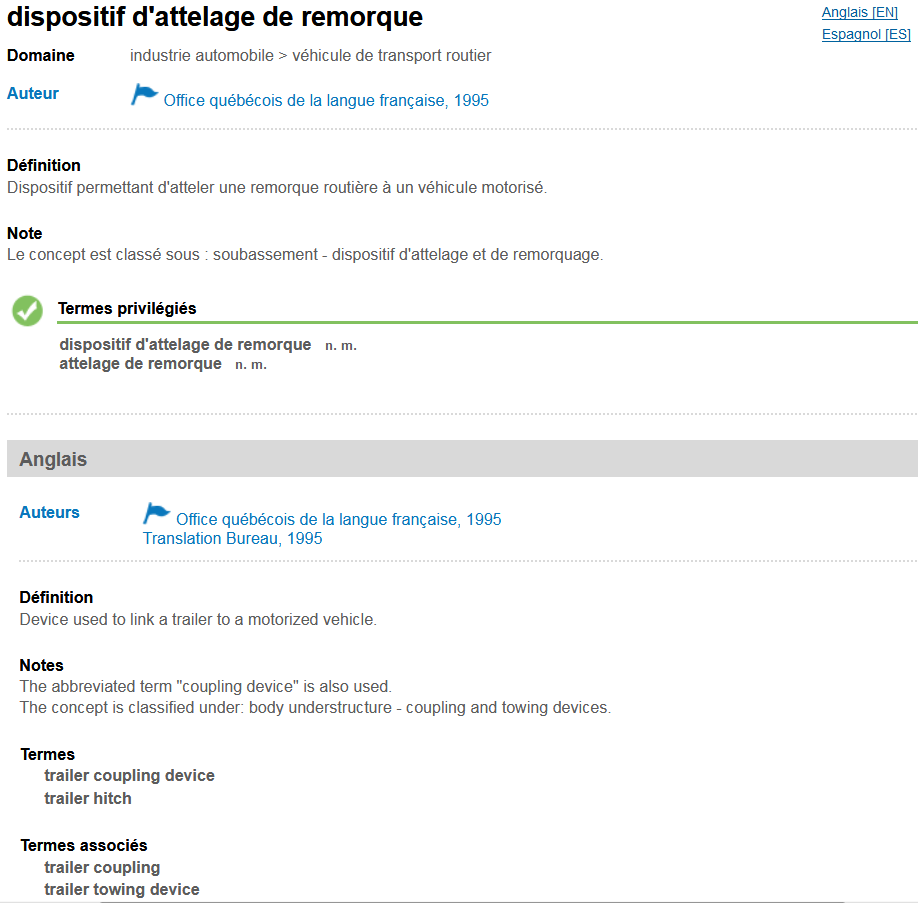 dispositif d'attelage de remorque
Anglais [EN]
Espagnol [ES]
Domaine industrie automobile > véhicule de transport routier
Auteur Office québécois de la langue française, 1995
Définition
Dispositif permettant d'atteler une remorque routière à un véhicule motorisé.
Note
Le concept est classé sous : soubassement - dispositif d'attelage et de remorquage.
Termes privilégiés
dispositif d'attelage de remorque n. m.
attelage de remorque n. m.
Anglais
Auteurs Office québécois de la langue française, 1995
Translation Bureau, 1995
Définition
Device used to link a trailer to a motorized vehicle.
Notes
The abbreviated term "coupling device" is also used.
The concept is classified under: body understructure - coupling and towing devices.
Termes
trailer coupling device
trailer hitch
Termes associés
trailer coupling
trailer towing device